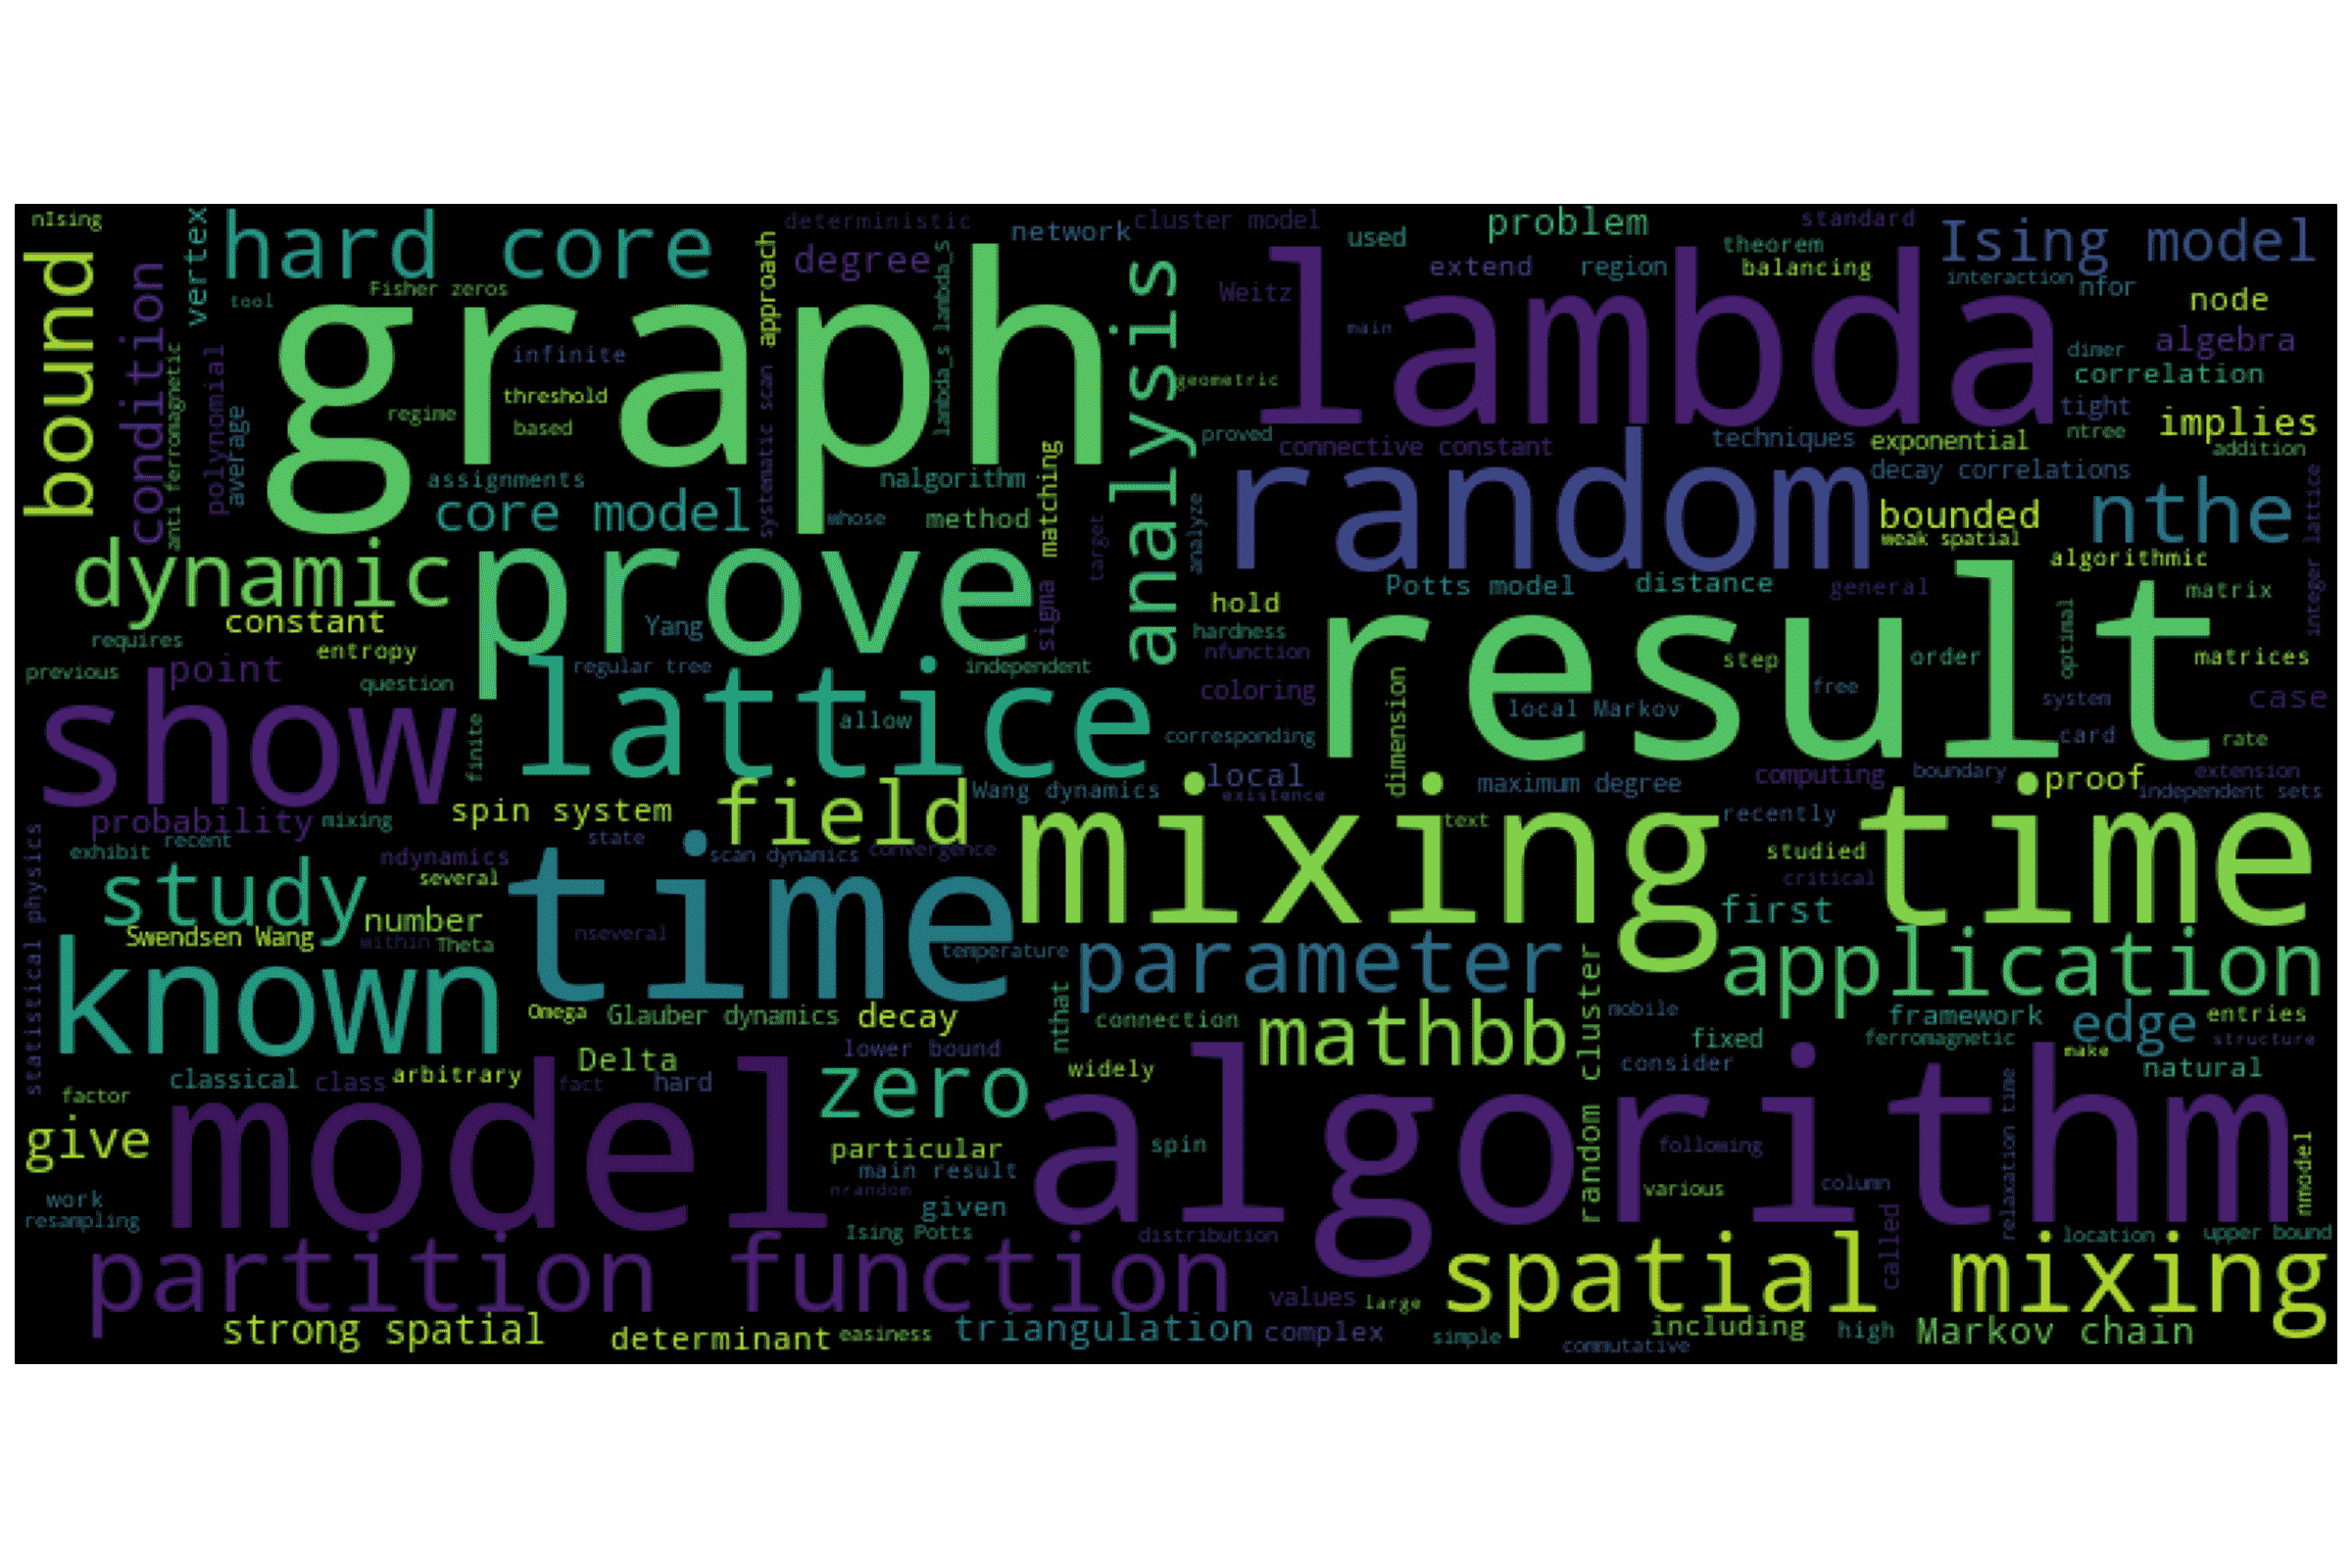 nIsing
hard core
deterministic
cluster model
network
used
problem
standard
Ising model
vertex
degree
theorem
balancing
extend
region
interaction
nfor
node
Weitz
tool
Fisher zeros
approach
graph
lambda
bound
condition
analysis
main
dimer
algebra
correlation
infinite
lambda_s lambda_s
geometric
threshold
regime
based
polynomial
average
anti ferromagnetic
systematic scan
tight
ntree
implies
addition
proved
connective constant
techniques
exponential
decay correlations
random
assignments
nalgorithm
matching
core model
whose
method
target
analyze
nthe
bounded
weak spatial
integer lattice
algorithmic
dynamic
prove
Potts model
distance
general
matrix
constant
hold
requires
Yang
sigma
hardness
result
optimal
entropy
nfunction
step
order
matrices
previous
point
question
regular tree
independent
coloring
free
system
case
show
lattice
allow
local Markov
finite
corresponding
dimension
card
rate
field
Wang dynamics
local
maximum degree
computing
boundary
proof
extension
existence
independent sets
spin system
probability
mixing
mixing time
text
recently
recent
state
exhibit
ndynamics
scan dynamics
convergence
studied
several
critical
study
time
statistical physics
number
first
Swendsen Wang
within
Theta
nseveral
temperature
parameter
application
known
random cluster
mobile
Omega
Glauber dynamics
decay
nthat
connection
mathbb
framework
edge
entries
fixed
ferromagnetic
structure
lower bound
Delta
make
consider
classical
class
arbitrary
fact
hard
widely
natural
zero
factor
model
algorithm
relaxation time
give
particular
spin
following
nmodel
main result
work
nrandom
various
column
resampling
given
Ising Potts
distribution
location
upper bound
partition function
called
spatial mixing
values
large
strong spatial
determinant
easiness
triangulation
complex
simple
including
high
Markov chain
commutative